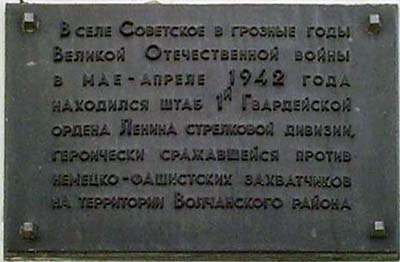 В СЕЛЕ СОВЕТСКОЕ В ГРОЗНЫЕ ГОДЫ
ВЕЛИКОЙ ОТЕЧЕСТВЕННОЙ ВОЙНЫ
В МАЕ-АПРЕЛЕ 1942 ГОДА
НАХОДИЛСЯ ШТАБ 1Й ГВАРДЕЙСКОЙ
ОРДЕНА ЛЕНИНА СТРЕЛКОВОЙ ДИВИЗИИ,
ГЕРОИЧЕСКИ СРАЖАВШЕЙСЯ ПРОТИВ
НЕМЕЦКО-ФАШИСТСКИХ ЗАХВАТЧИКОВ
НА ТЕРРИТОРИИ ВОЛЧАНСКОГО РАЙОНА